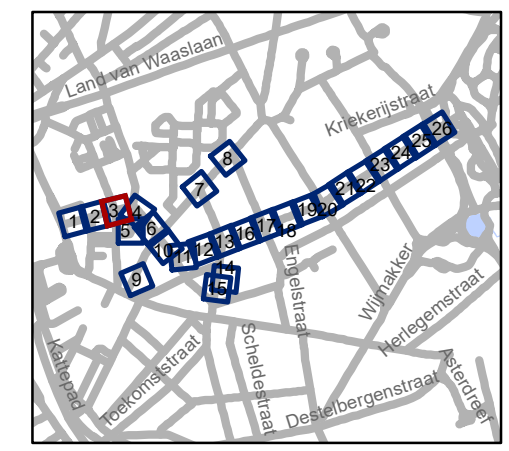 Land van Waaslaan
Kriekerijstraat
26
25
24
23
22
21
20
19
18
17
16
13
12
11
10
8
7
6
5
4
3
2
1
9
14
15
Engelstraat
Wijmakker
Herlegemstraat
Kattepad
Toekomststraat
Scheldestraat
Destelbergenstraat
Asterdreef